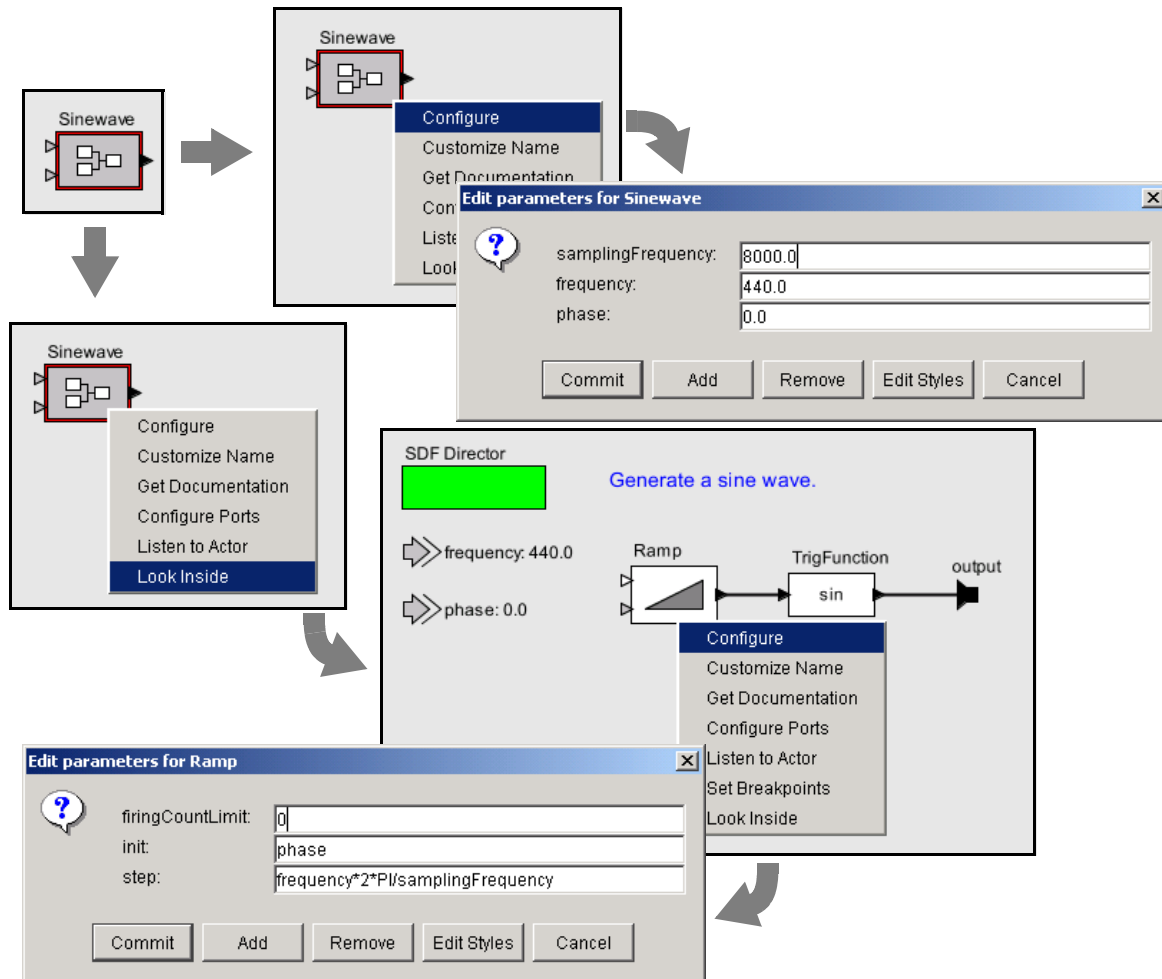 Sinewave
Sinewave
Configure
Customize Name
Get Documentation
Con
Liste
Look
Edit parameters for Sinewave
samplingFrequency: 8000.0
frequency: 440.0
phase: 0.0
Commit Add Remove Edit Styles Cancel
Sinewave
Configure
Customize Name
Get Documentation
Configure Ports
Listen to Actor
Look Inside
SDF Director
Generate a sine wave.
frequency: 440.0
phase: 0.0
Ramp
TrigFunction
sin
output
Configure
Customize Name
Get Documentation
Configure Ports
Listen to Actor
Set Breakpoints
Look Inside
Edit parameters for Ramp
firingCountLimit: 0
init: phase
step: frequency*2*PI/samplingFrequency
Commit Add Remove Edit Styles Cancel